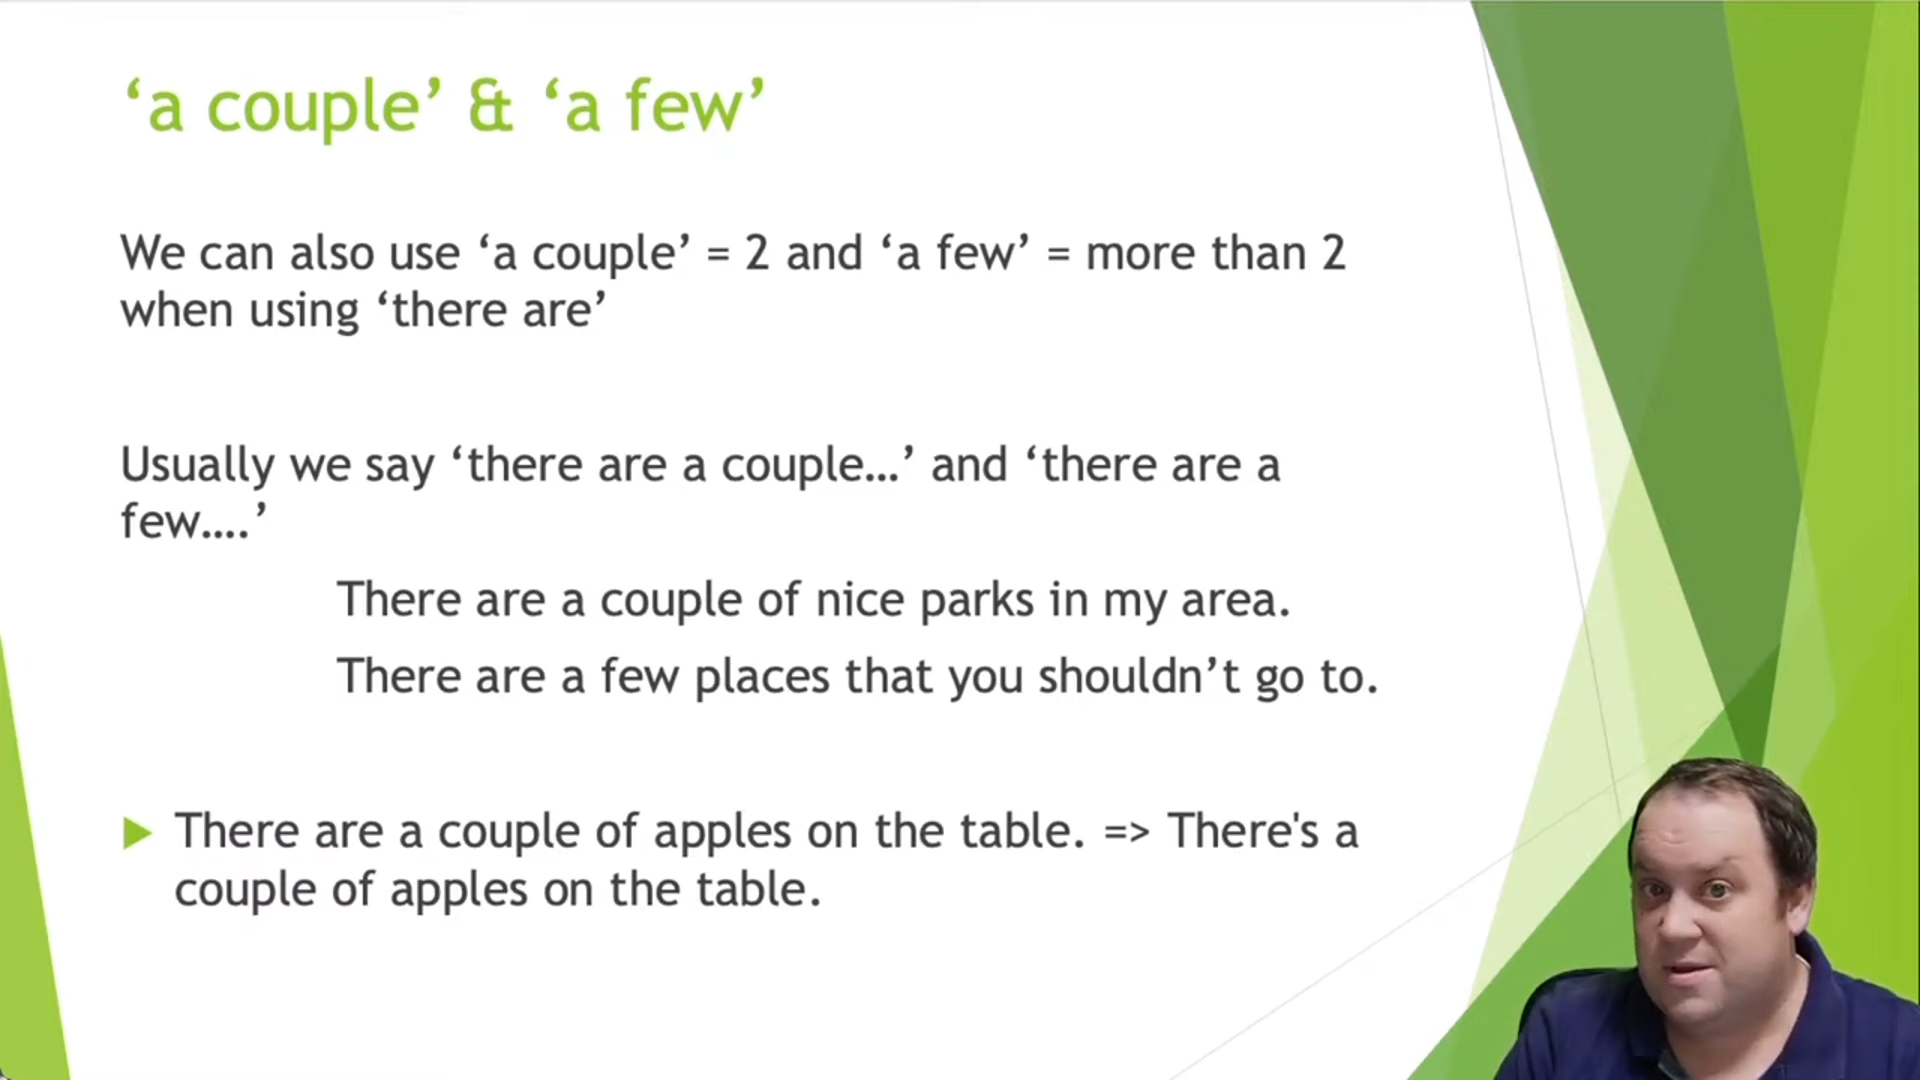 ‘a couple’ & ‘a few’
We can also use ‘a couple’ = 2 and ‘a few’ = more than 2
when using ‘there are’
Usually we say ‘there are a couple…’ and ‘there are a
few….’
There are a couple of nice parks in my area.
There are a few places that you shouldn’t go to.
There are a couple of apples on the table. => There's a
couple of apples on the table.